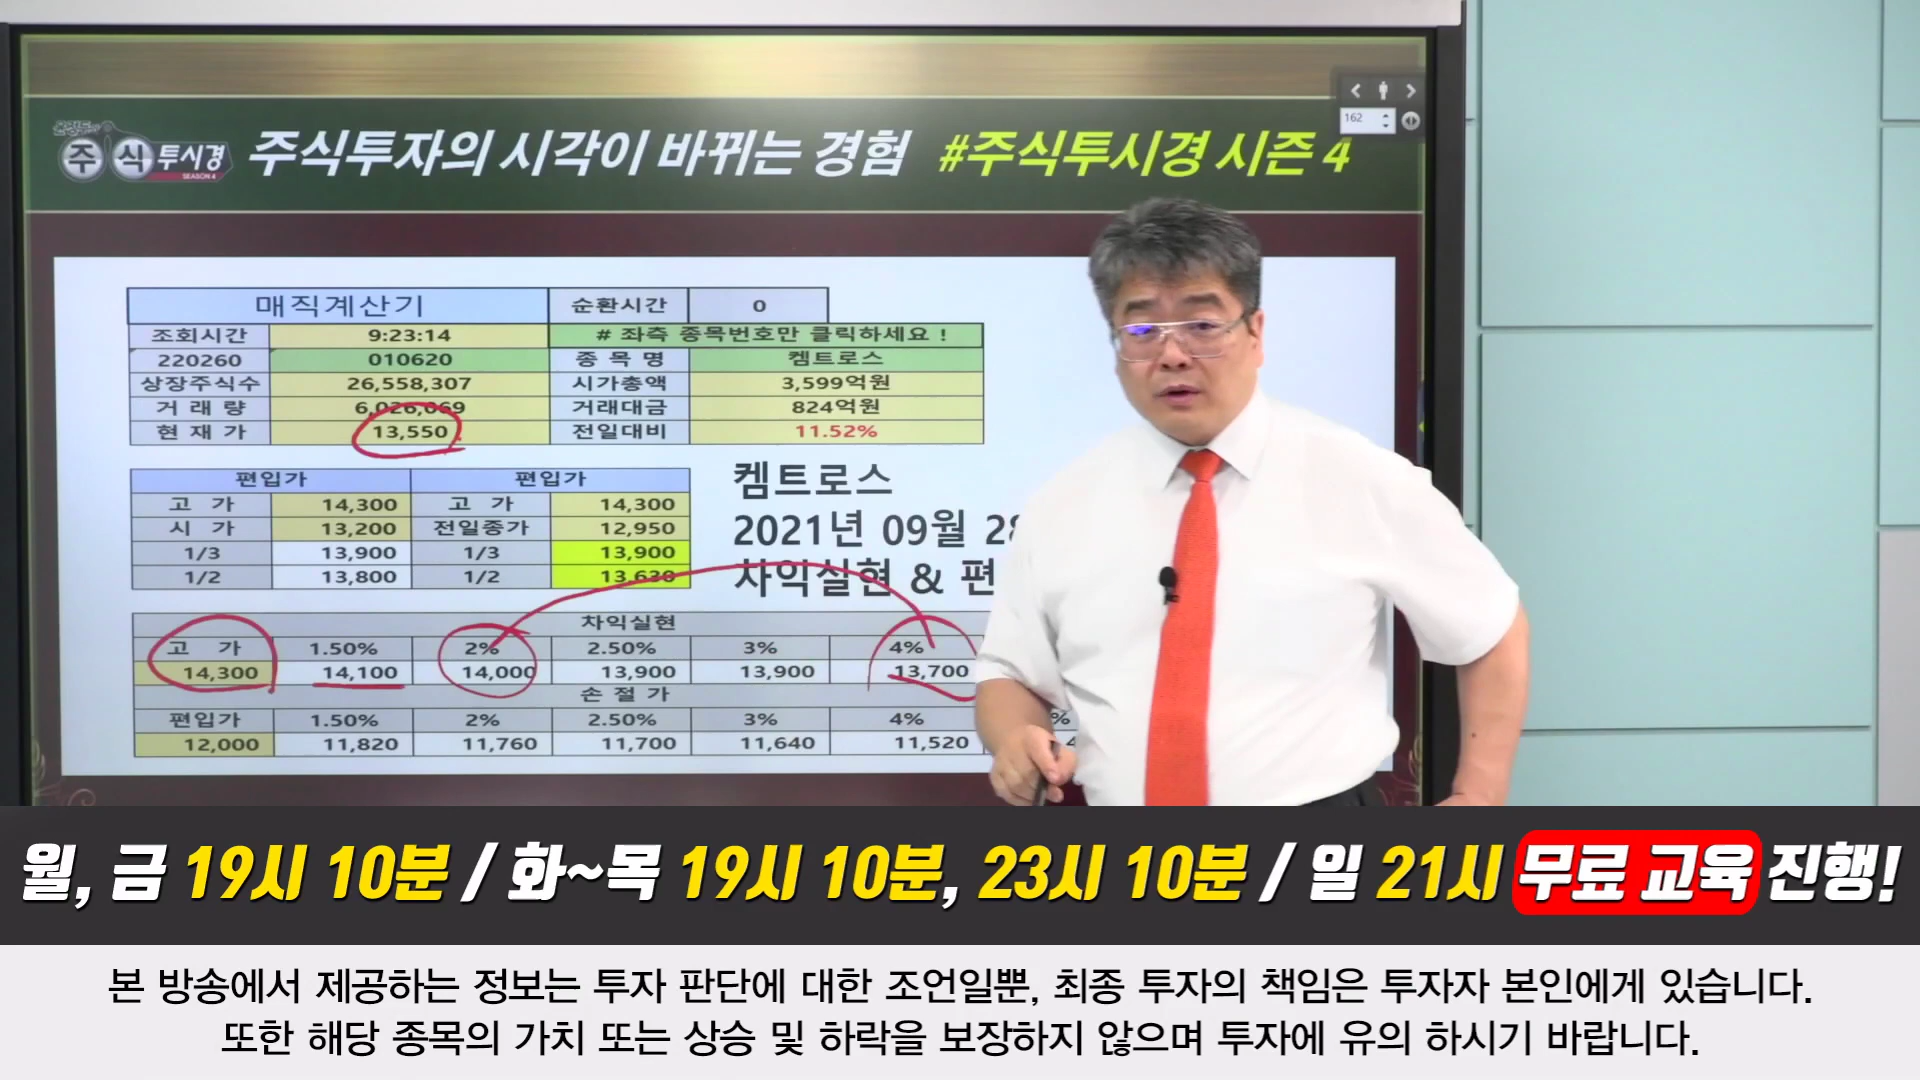 주식투시경
SEASON 4
주식투자의 시각이 바뀌는 경험 #주식투시경 시즌 4
162
매직계산기 순환시간 0
조회시간 9:23:14 # 좌측 종목번호만 클릭하세요 !
220260 010620 종 목 명 켐트로스
상장주식수 26,558,307 시가총액 3,599억원
거 래 량 6,026,069 거래대금 824억원
현 재 가 13,550 전일대비 11.52%
편입가 편입가
고 가 14,300 고 가 14,300
시 가 13,200 전일종가 12,950
1/3 13,900 1/3 13,900
1/2 13,800 1/2 13,630
켐트로스
2021년 09월 28
차익실현 & 편
차익실현
고 가 1.50% 2% 2.50% 3% 4%
14,300 14,100 14,000 13,900 13,900 13,700
손 절 가
편입가 1.50% 2% 2.50% 3% 4% %
12,000 11,820 11,760 11,700 11,640 11,520
월, 금 19시 10분 / 화~목 19시 10분, 23시 10분 / 일 21시 무료 교육 진행!
본 방송에서 제공하는 정보는 투자 판단에 대한 조언일뿐, 최종 투자의 책임은 투자자 본인에게 있습니다.
또한 해당 종목의 가치 또는 상승 및 하락을 보장하지 않으며 투자에 유의 하시기 바랍니다.